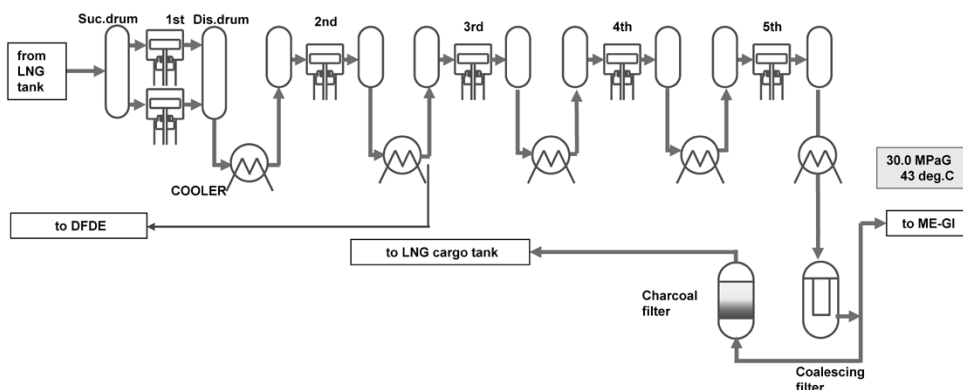 Suc.drum
1st
Dis.drum
2nd
3rd
4th
5th
from
LNG
tank
COOLER
30.0 MPaG
43 deg.C
to DFDE
to ME-GI
to LNG cargo tank
Charcoal
filter
Coalescing
filter